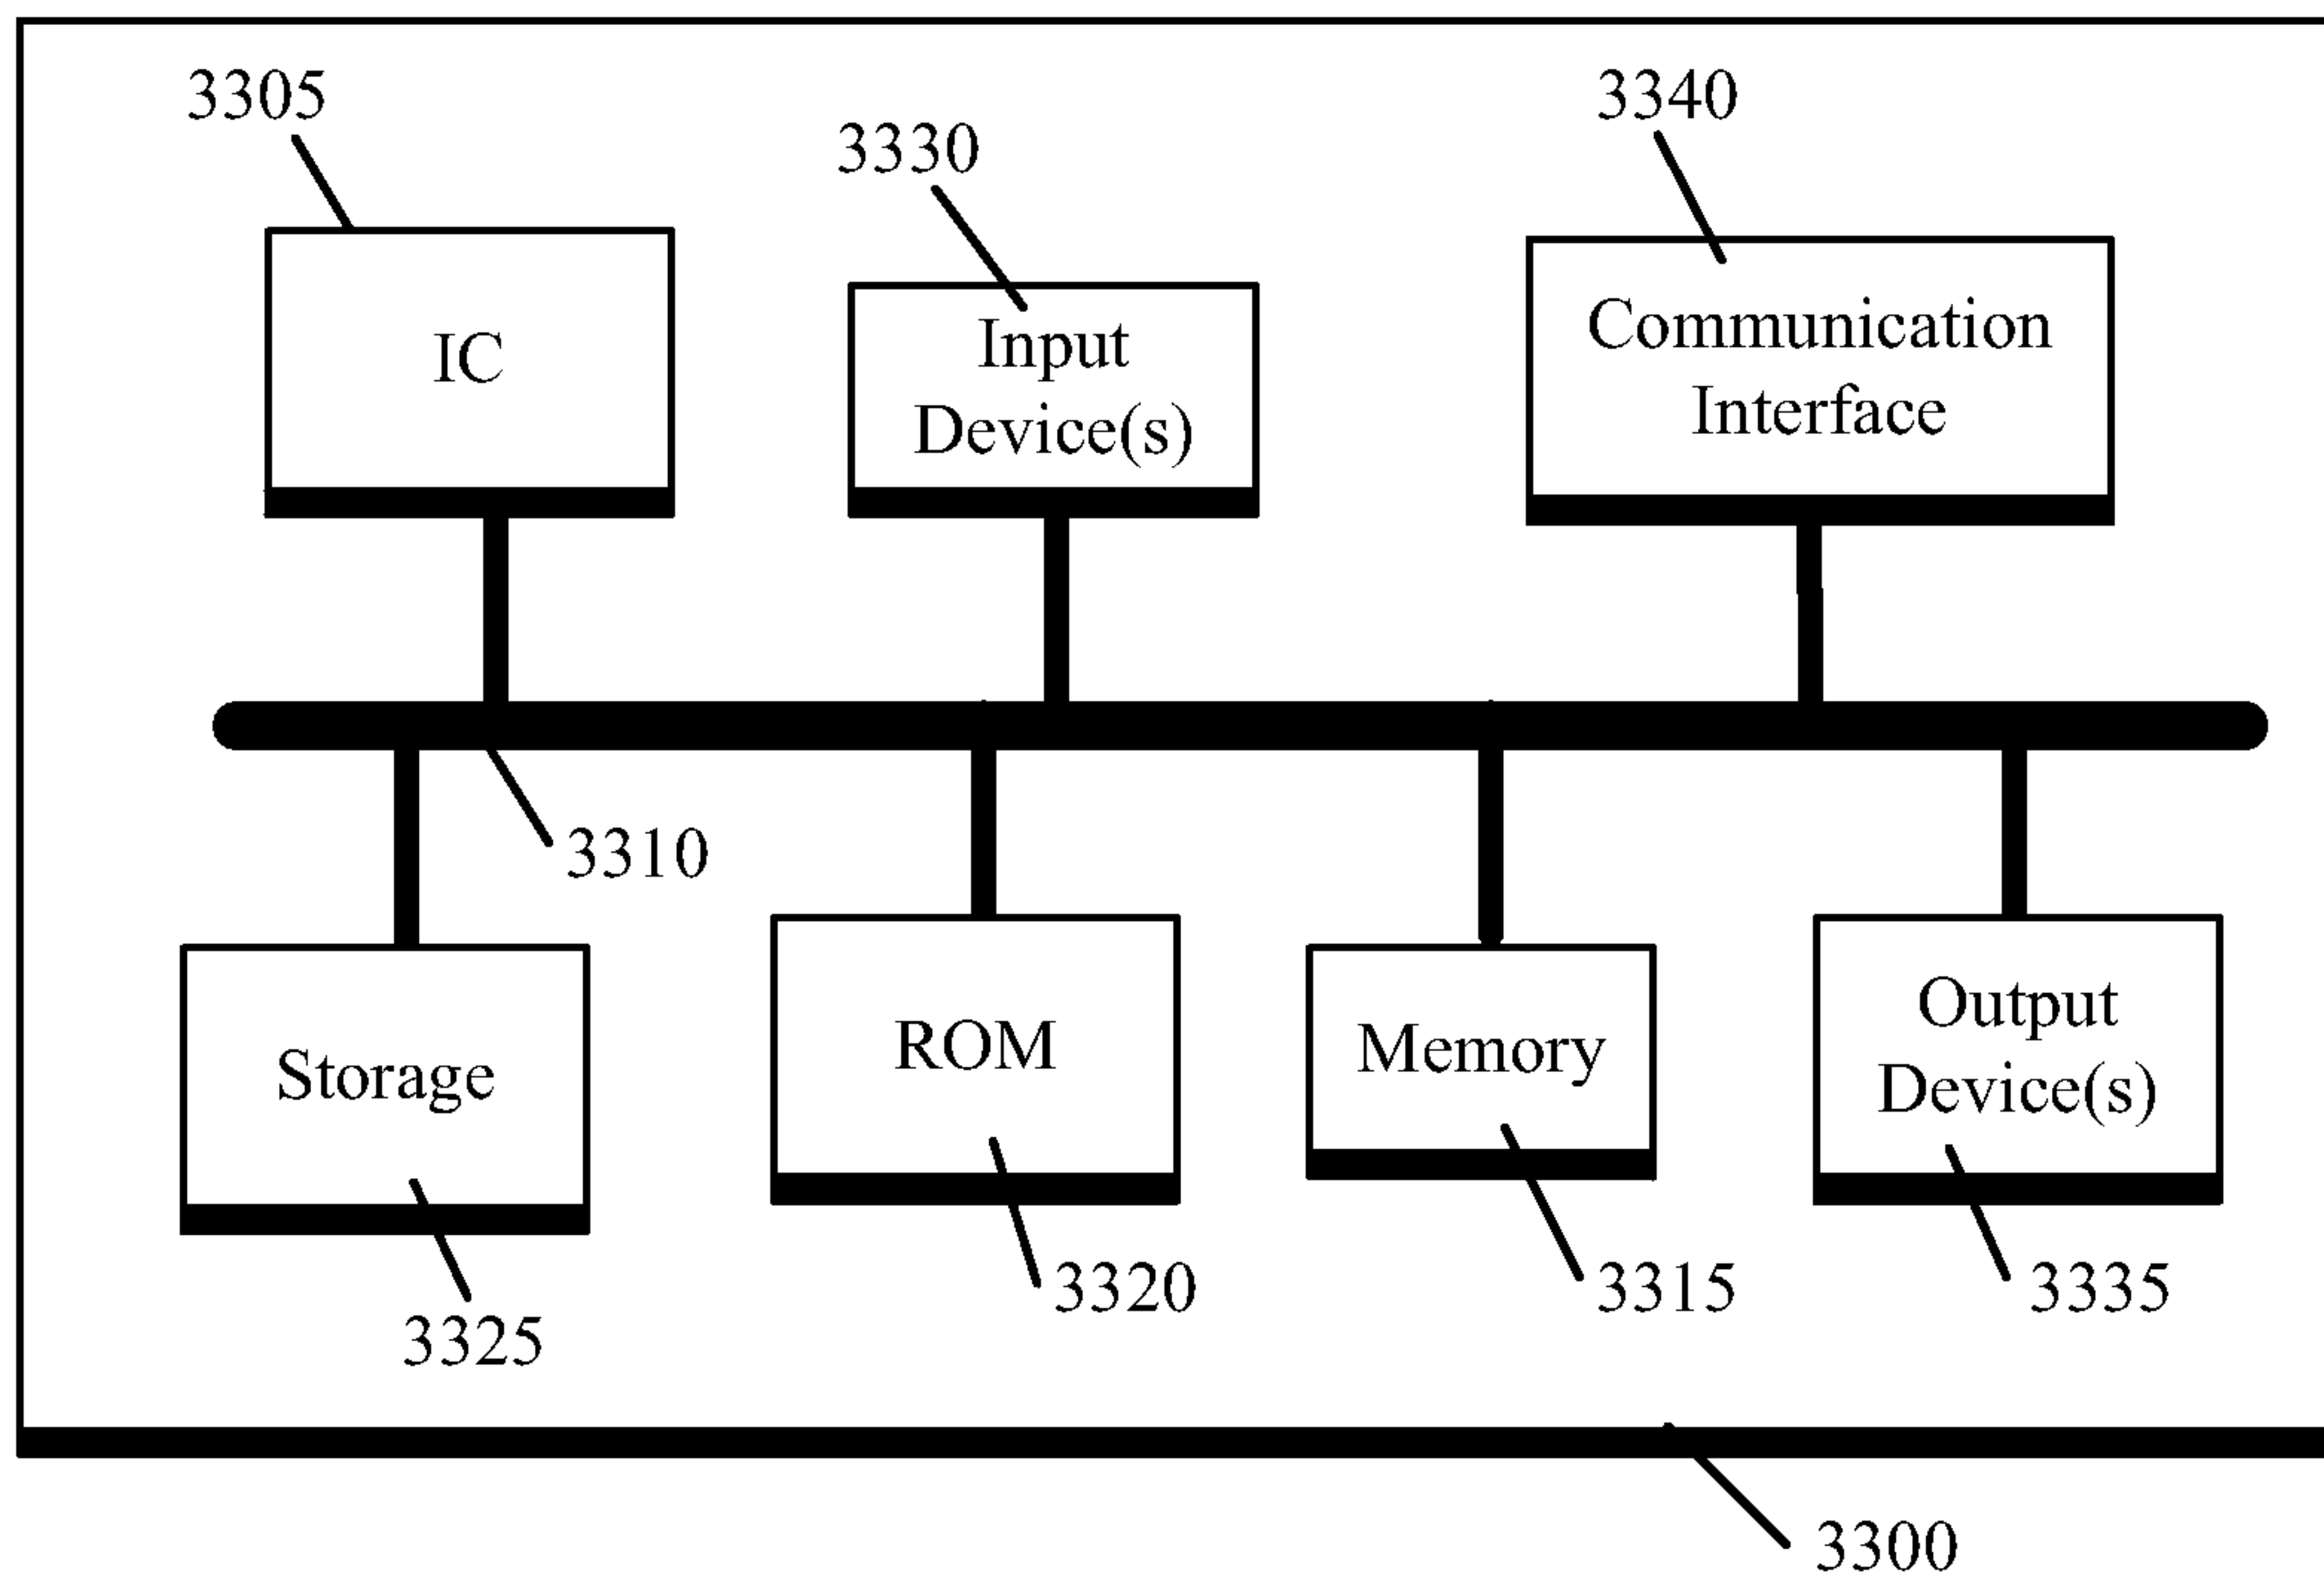 3305
3330
3340
IC
Input
Device(s)
Communication
Interface
3310
Storage
ROM
Memory
Output
Device(s)
3325
3320
3315
3335
3300